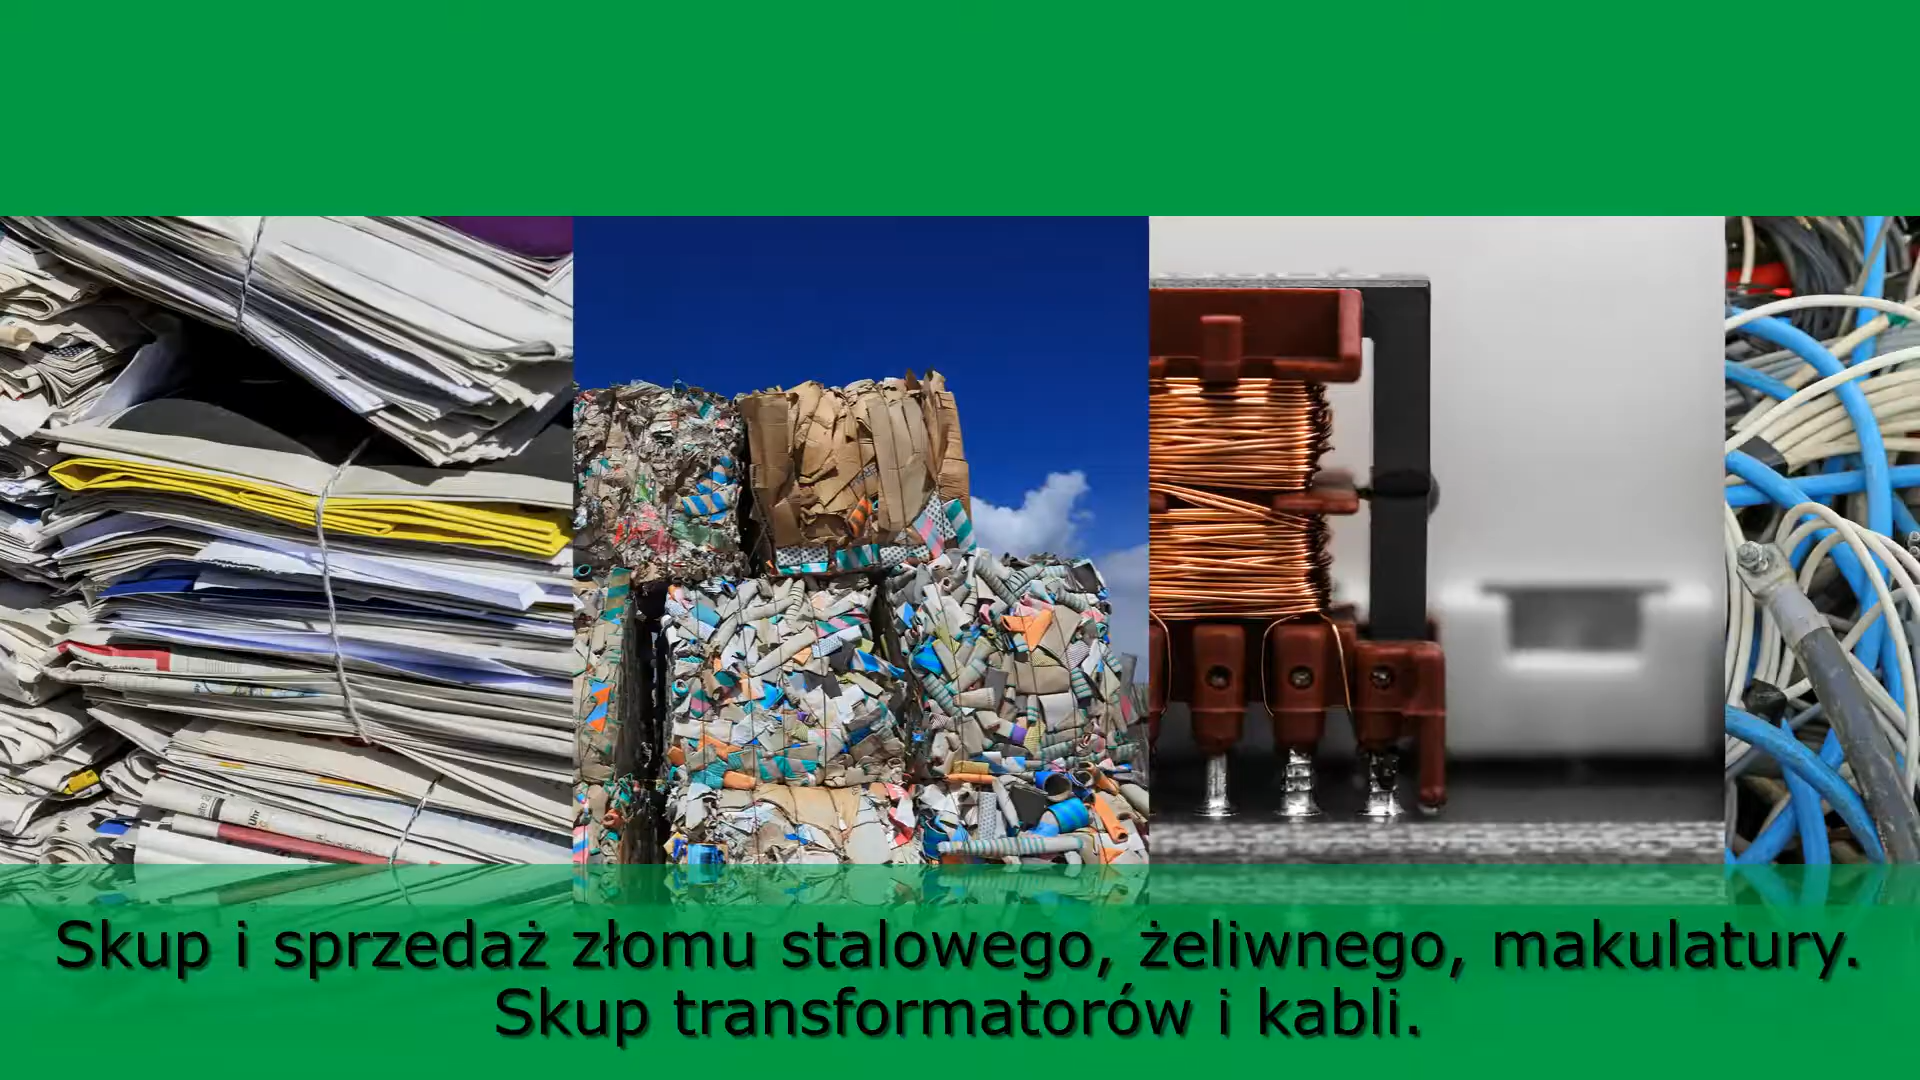 Skup i sprzedaż złomu stalowego, żeliwnego, makulatury.
Skup transformatorów i kabli.